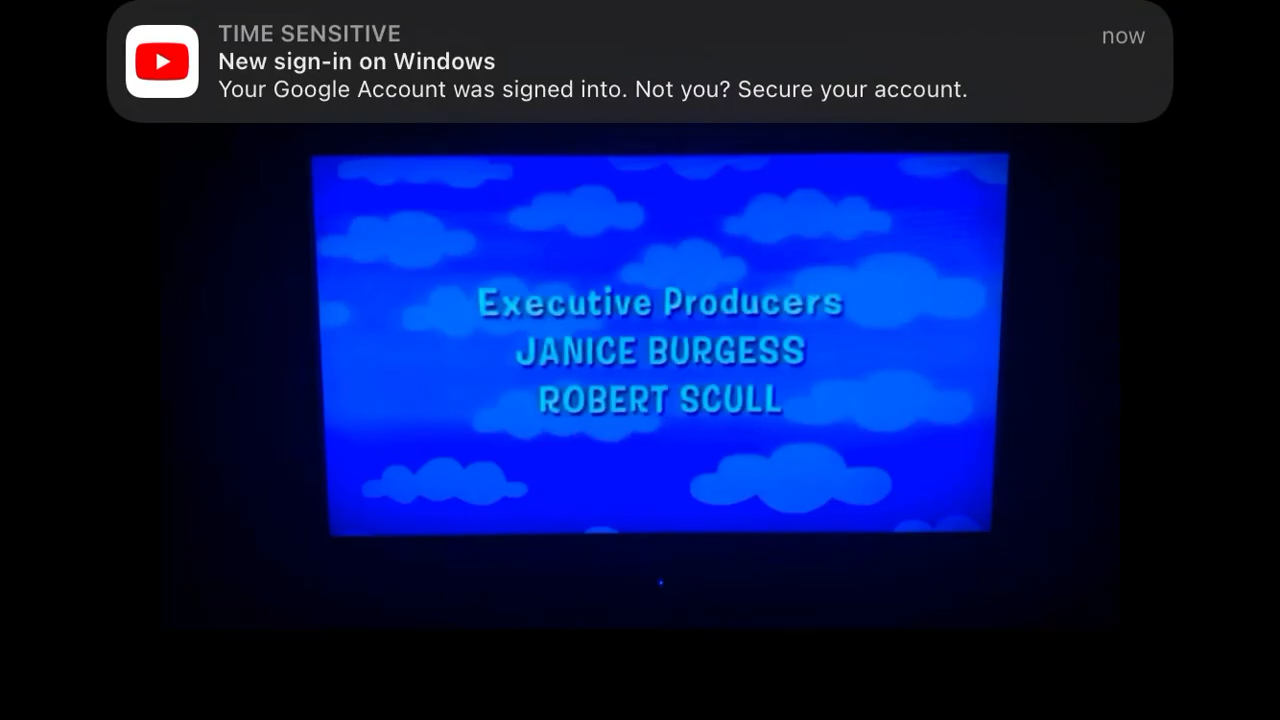 TIME SENSITIVE
now
New sign-in on Windows
Your Google Account was signed into. Not you? Secure your account.
Executive Producers
JANICE BURGESS
ROBERT SCULL